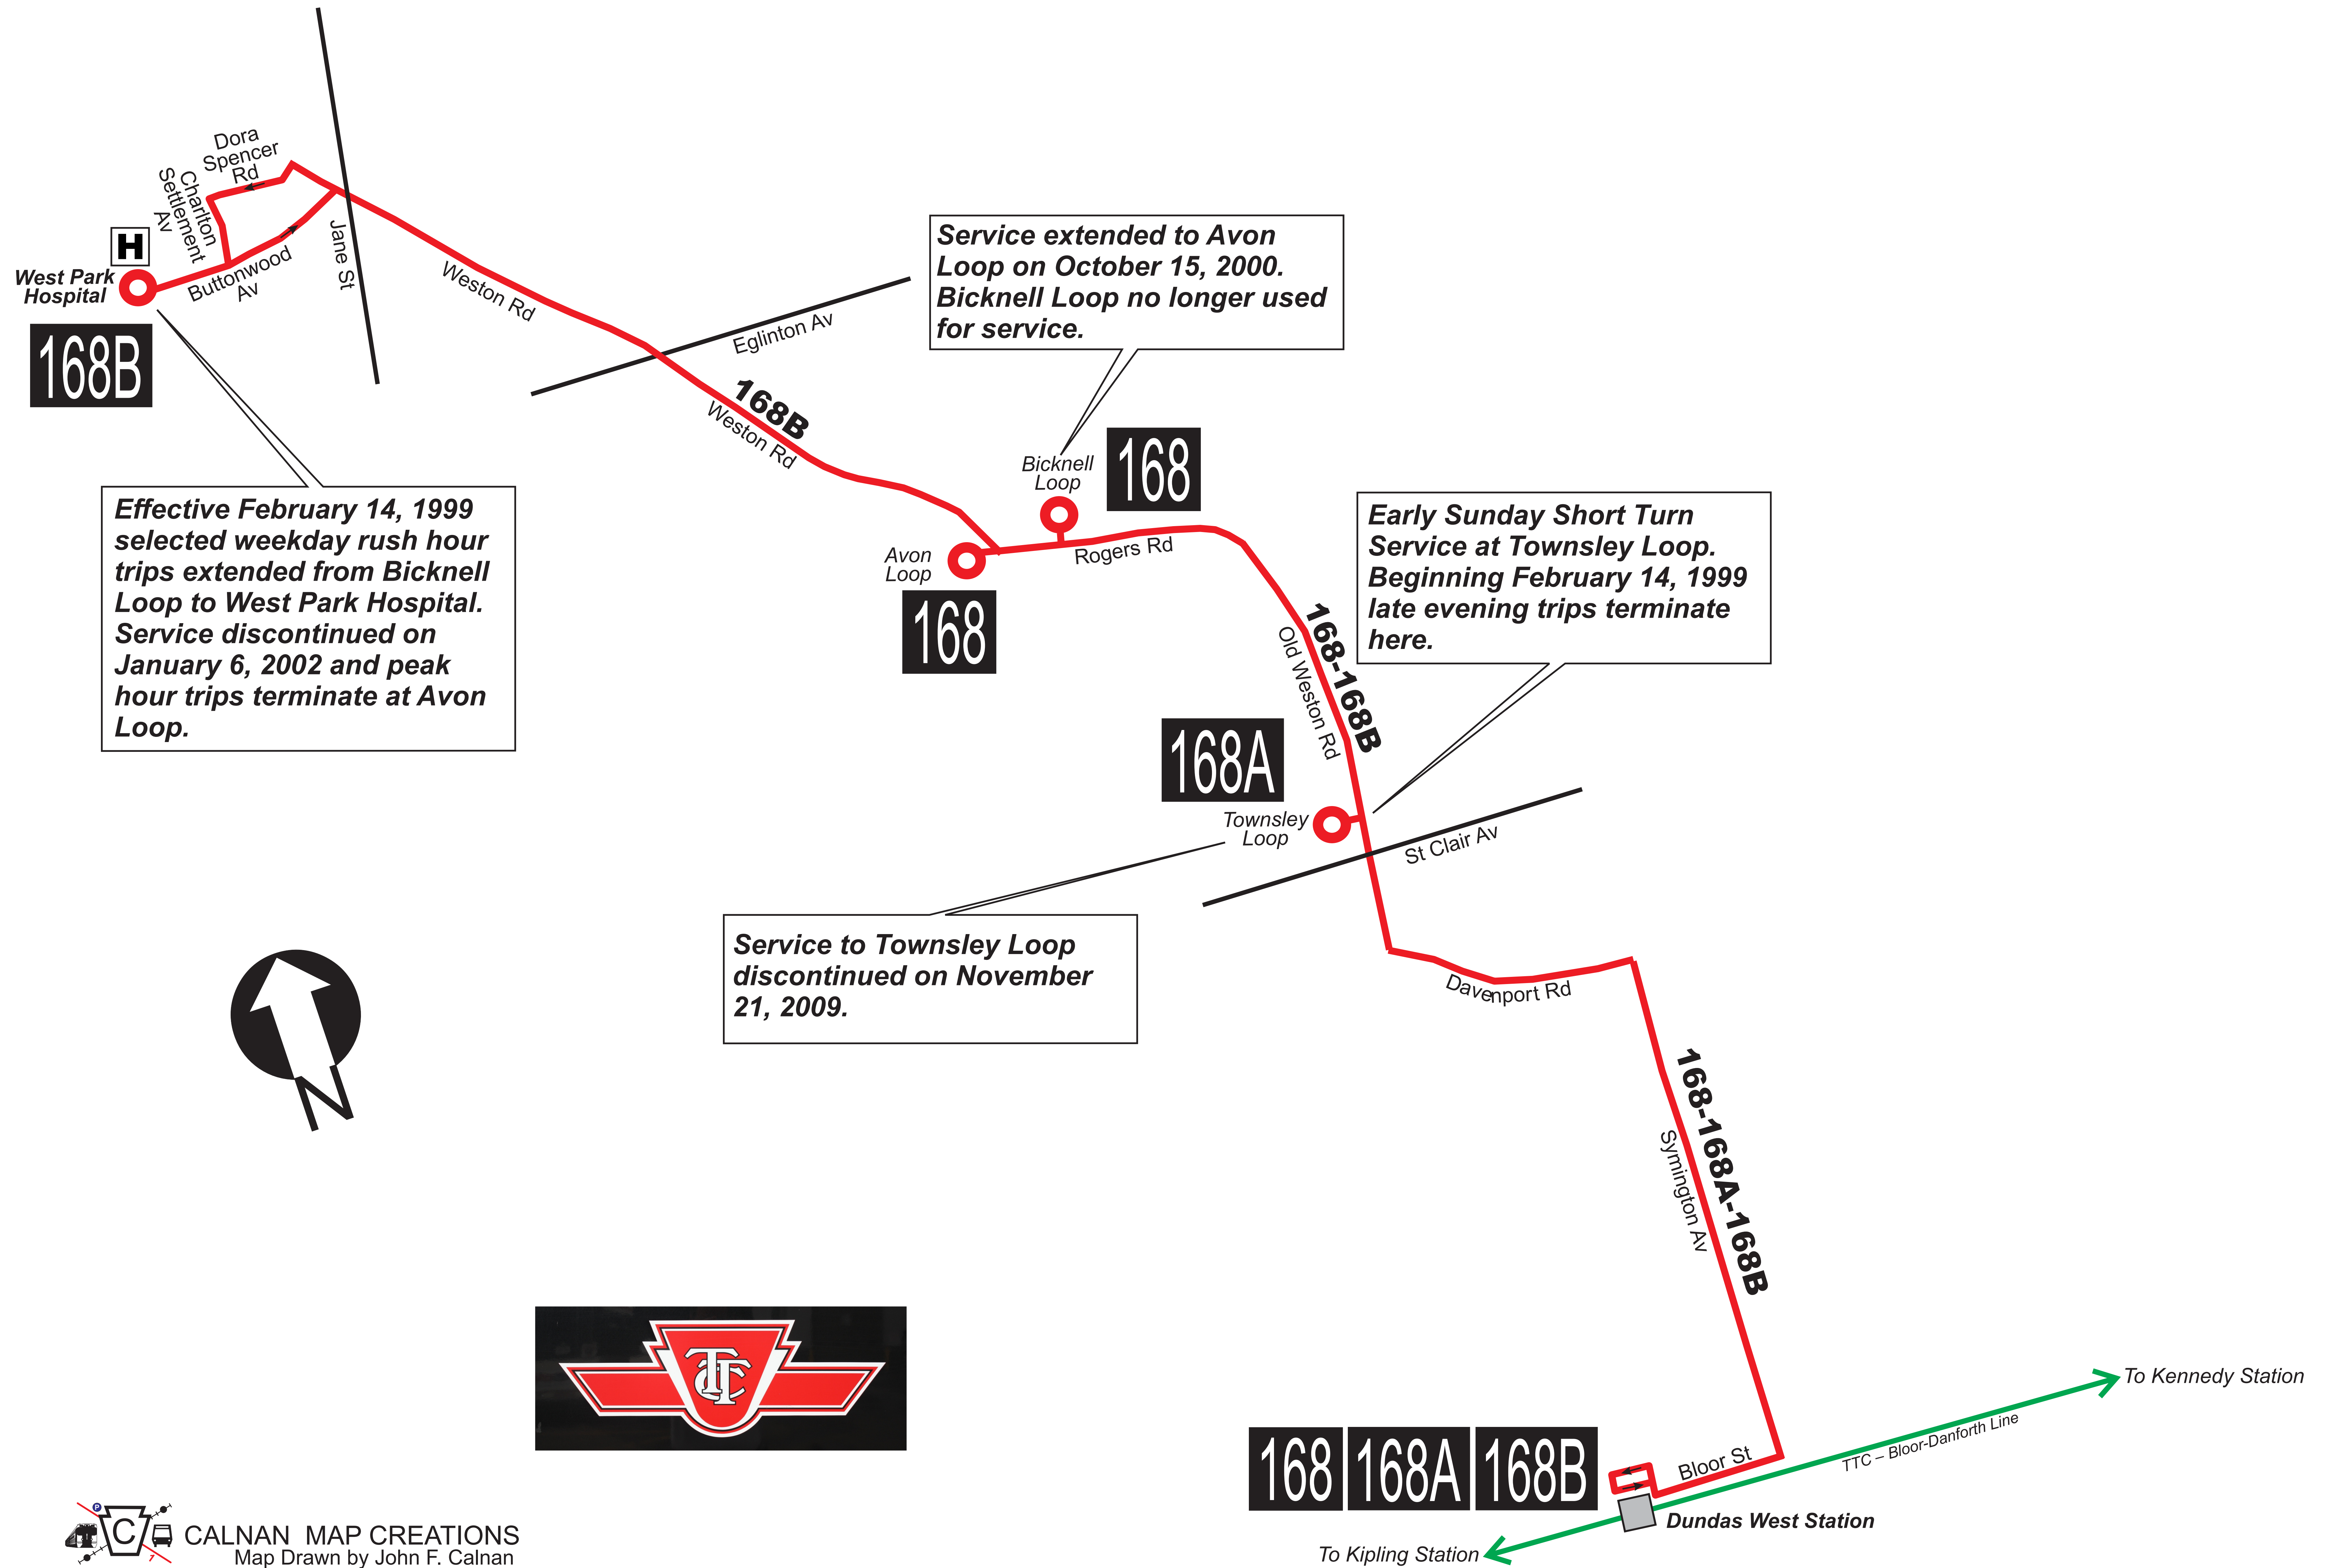 Dora
Spencer
Rd
Charlton
Settlement
Av
H
West Park
Hospital
Buttonwood
Av
Jane St
168B
Weston Rd
Eglinton Av
Service extended to Avon
Loop on October 15, 2000.
Bicknell Loop no longer used
for service.
168B
Weston Rd
Bicknell
Loop
168
Effective February 14, 1999
selected weekday rush hour
trips extended from Bicknell
Loop to West Park Hospital.
Service discontinued on
January 6, 2002 and peak
hour trips terminate at Avon
Loop.
Avon
Loop
168
Rogers Rd
Early Sunday Short Turn
Service at Townsley Loop.
Beginning February 14, 1999
late evening trips terminate
here.
168-168B
Old Weston Rd
168A
Townsley
Loop
St Clair Av
Service to Townsley Loop
discontinued on November
21, 2009.
Davenport Rd
N
168-168A-168B
Symington Av
TTC
To Kennedy Station
TTC – Bloor-Danforth Line
Bloor St
168 168A 168B
Dundas West Station
To Kipling Station
P
C
1
CALNAN MAP CREATIONS
Map Drawn by John F. Calnan